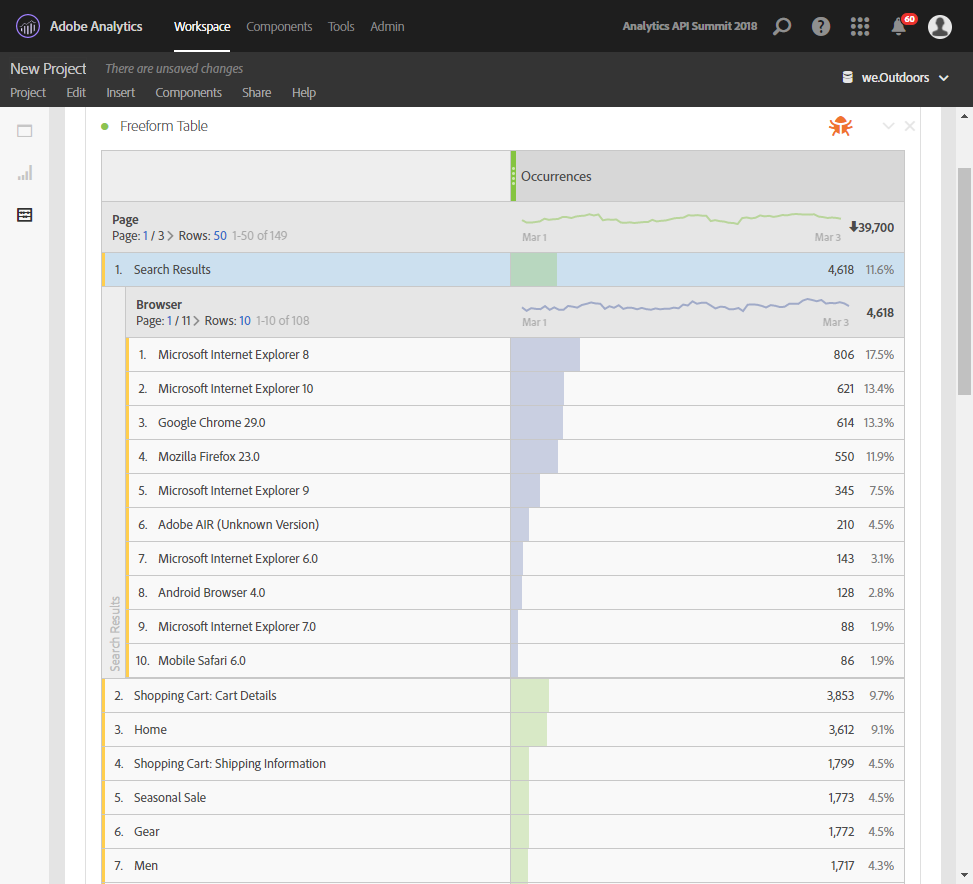 Adobe Analytics Workspace Components Tools Admin Analytics API Summit 2018 ? 60
New Project There are unsaved changes
we.Outdoors
Project Edit Insert Components Share Help
Freeform Table
Occurrences
Page
Page: 1 / 3 > Rows: 50 1-50 of 149
Mar 1 Mar 3
39,700
1. Search Results 4,618 11.6%
Browser
Page: 1 / 11 > Rows: 10 1-10 of 108
Mar 1 Mar 3
4,618
1. Microsoft Internet Explorer 8 806 17.5%
2. Microsoft Internet Explorer 10 621 13.4%
3. Google Chrome 29.0 614 13.3%
4. Mozilla Firefox 23.0 550 11.9%
5. Microsoft Internet Explorer 9 345 7.5%
6. Adobe AIR (Unknown Version) 210 4.5%
7. Microsoft Internet Explorer 6.0 143 3.1%
8. Android Browser 4.0 128 2.8%
9. Microsoft Internet Explorer 7.0 88 1.9%
10. Mobile Safari 6.0 86 1.9%
Search Results
2. Shopping Cart: Cart Details 3,853 9.7%
3. Home 3,612 9.1%
4. Shopping Cart: Shipping Information 1,799 4.5%
5. Seasonal Sale 1,773 4.5%
6. Gear 1,772 4.5%
7. Men 1,717 4.3%